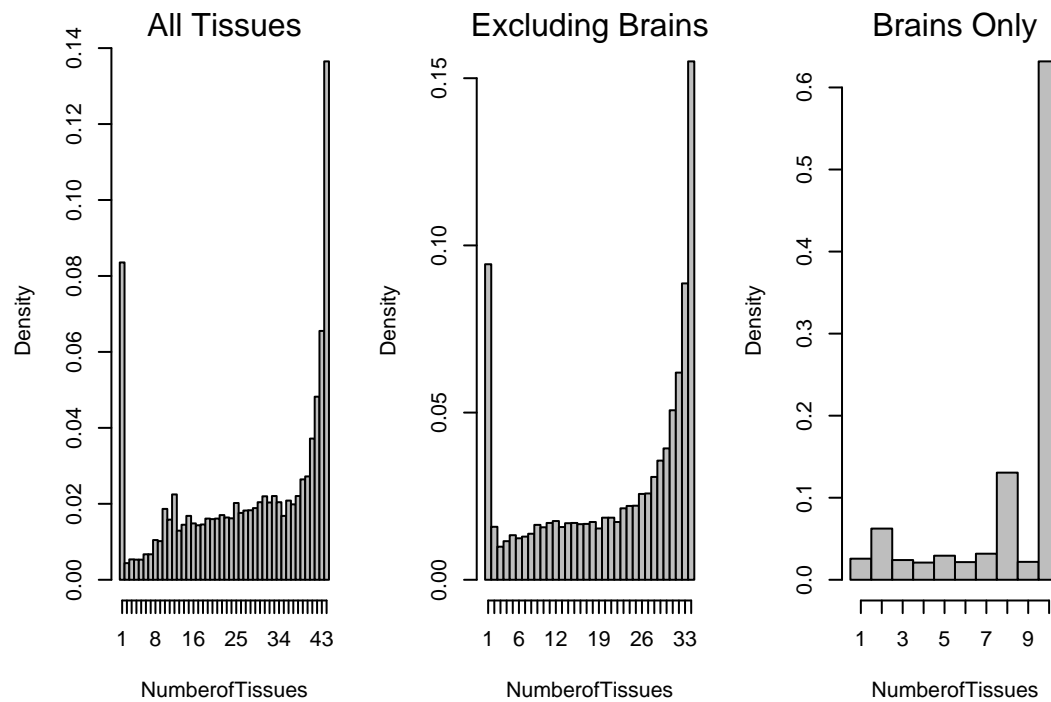 All Tissues
Density
0.00 0.02 0.04 0.06 0.08 0.10 0.12 0.14
1 8 16 25 34 43
NumberofTissues
Excluding Brains
Density
0.00 0.05 0.10 0.15
1 6 12 19 26 33
NumberofTissues
Brains Only
Density
0.0 0.1 0.2 0.3 0.4 0.5 0.6
1 3 5 7 9
NumberofTissues